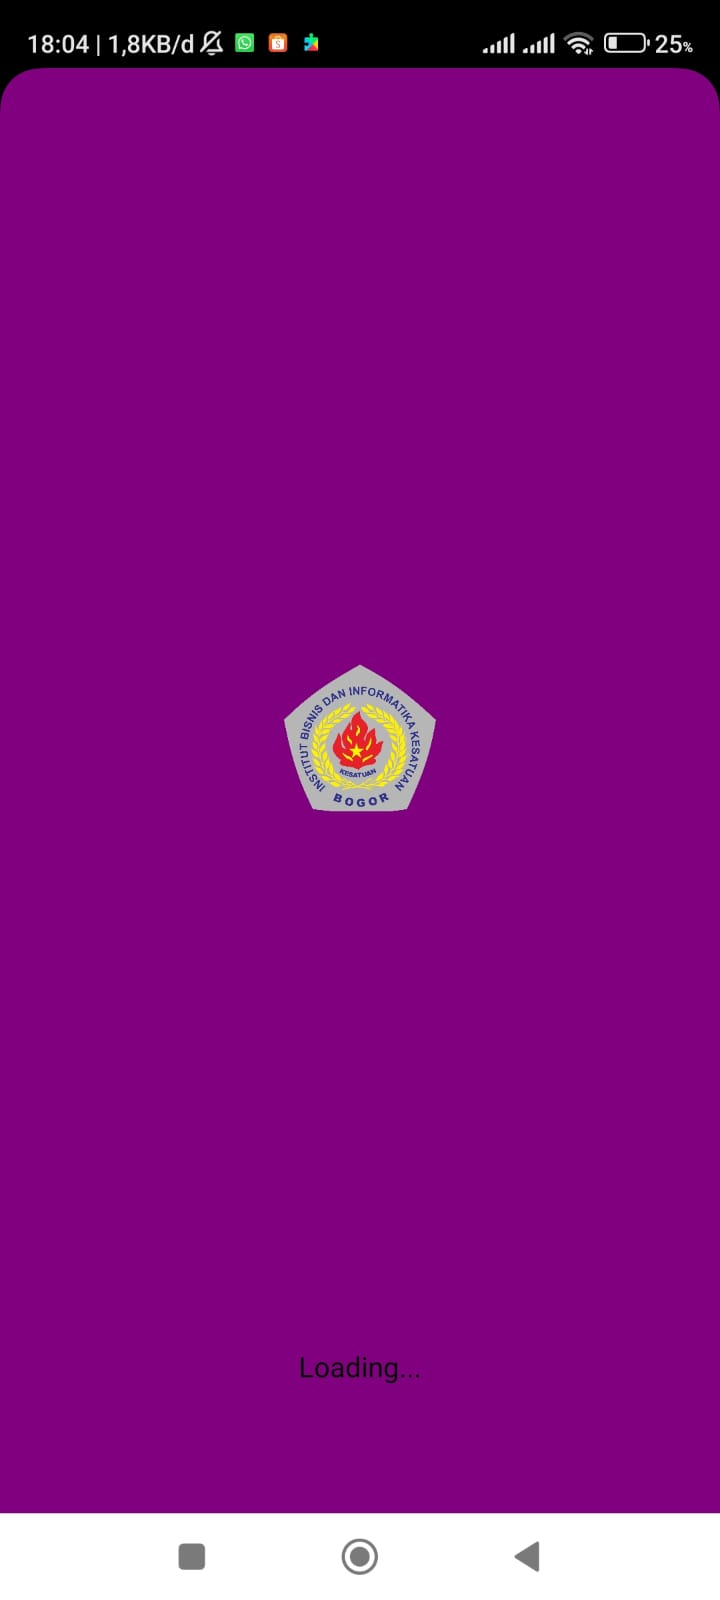 18:04 | 1,8KB/d 25%
INSTITUT BISNIS DAN INFORMATIKA KESATUAN
KESATUAN
BOGOR
Loading...